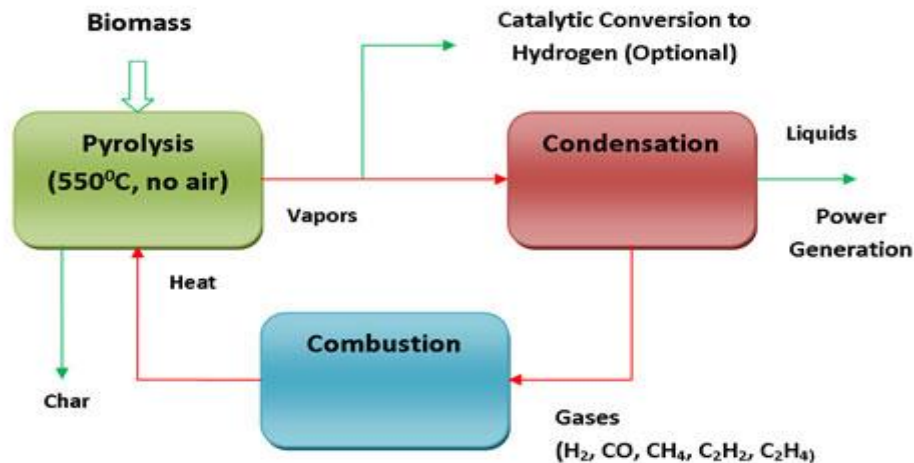 Biomass
Catalytic Conversion to
Hydrogen (Optional)
Pyrolysis
(550⁰C, no air)
Condensation
Liquids
Vapors
Power
Generation
Heat
Combustion
Char
Gases
(H₂, CO, CH₄, C₂H₂, C₂H₄)